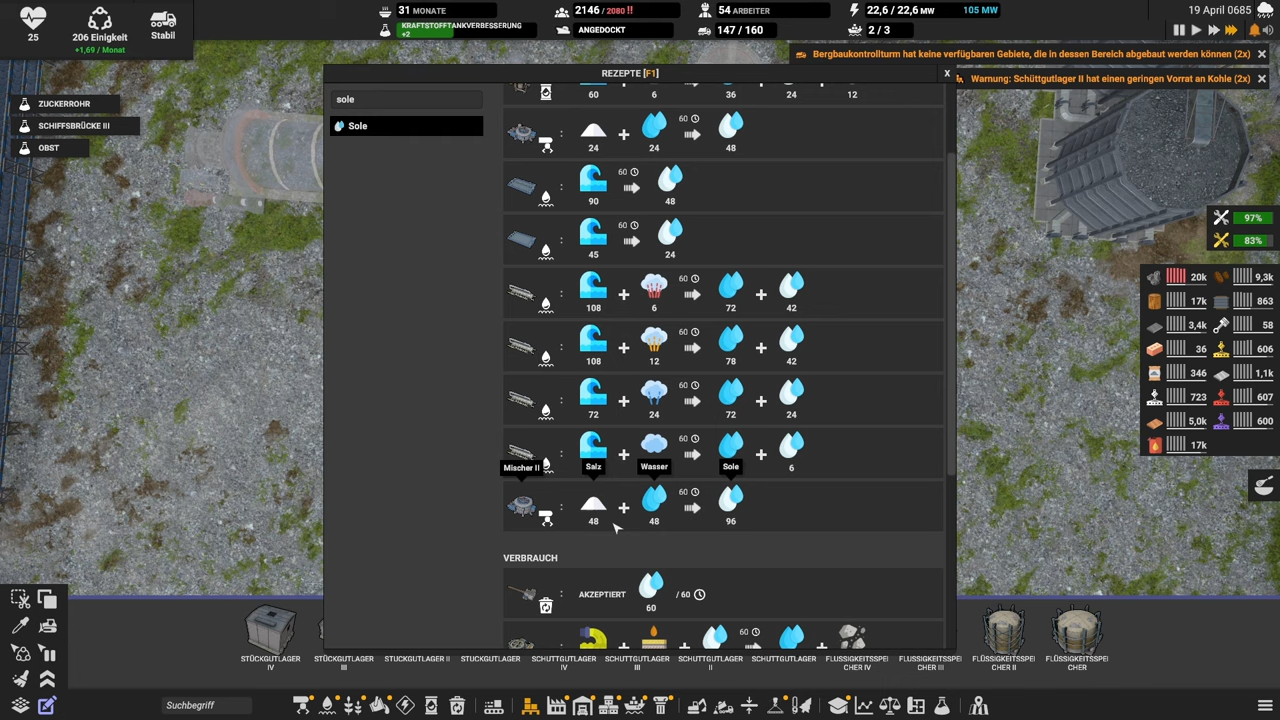 31 MONATE
2146 / 2080 !!
54 ARBEITER
22,6 / 22,6 MW
105 MW
19 April 0685
KRAFTSTOFFTANKVERBESSERUNG
+2
ANGEDOCKT
147 / 160
2 / 3
25
206 Einigkeit
+1,69 / Monat
Stabil
Bergbaukontrollturm hat keine verfügbaren Gebiete, die in dessen Bereich abgebaut werden können (2x)
Warnung: Schüttgutlager II hat einen geringen Vorrat an Kohle (2x)
REZEPTE [F1]
X
ZUCKERROHR
SCHIFFSBRÜCKE III
OBST
sole
Sole
60 6 36 24 12
: + 60
24 24 48
: 60
90 48
: 60
45 24
: + 60 +
108 6 72 42
: + 60 +
108 12 78 42
: + 60 +
72 24 72 24
: + 60 +
6
Mischer II Salz Wasser Sole
: + 60
48 48 96
VERBRAUCH
: AKZEPTIERT 60 / 60
: + + 60 +
97%
83%
20k 9,3k
17k 863
3,4k 58
36 606
346 1,1k
723 607
5,0k 600
17k
STÜCKGUTLAGER IV
STÜCKGUTLAGER III
STÜCKGUTLAGER II
STÜCKGUTLAGER
SCHÜTTGUTLAGER IV
SCHÜTTGUTLAGER III
SCHÜTTGUTLAGER II
SCHÜTTGUTLAGER
FLÜSSIGKEITSSPEICHER IV
FLÜSSIGKEITSSPEICHER III
FLÜSSIGKEITSSPEICHER II
FLÜSSIGKEITSSPEICHER
Suchbegriff